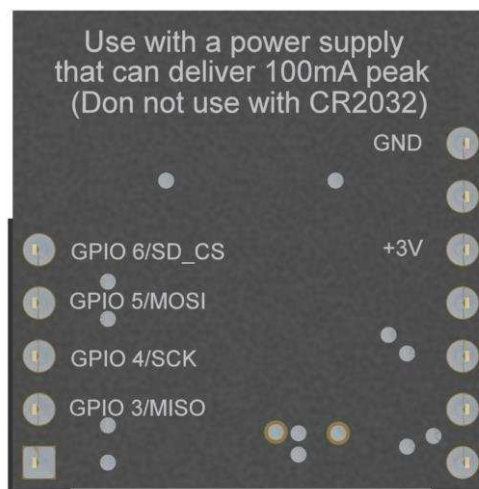 Use with a power supply
that can deliver 100mA peak
(Don not use with CR2032)
GND
GPIO 6/SD_CS
+3V
GPIO 5/MOSI
GPIO 4/SCK
GPIO 3/MISO